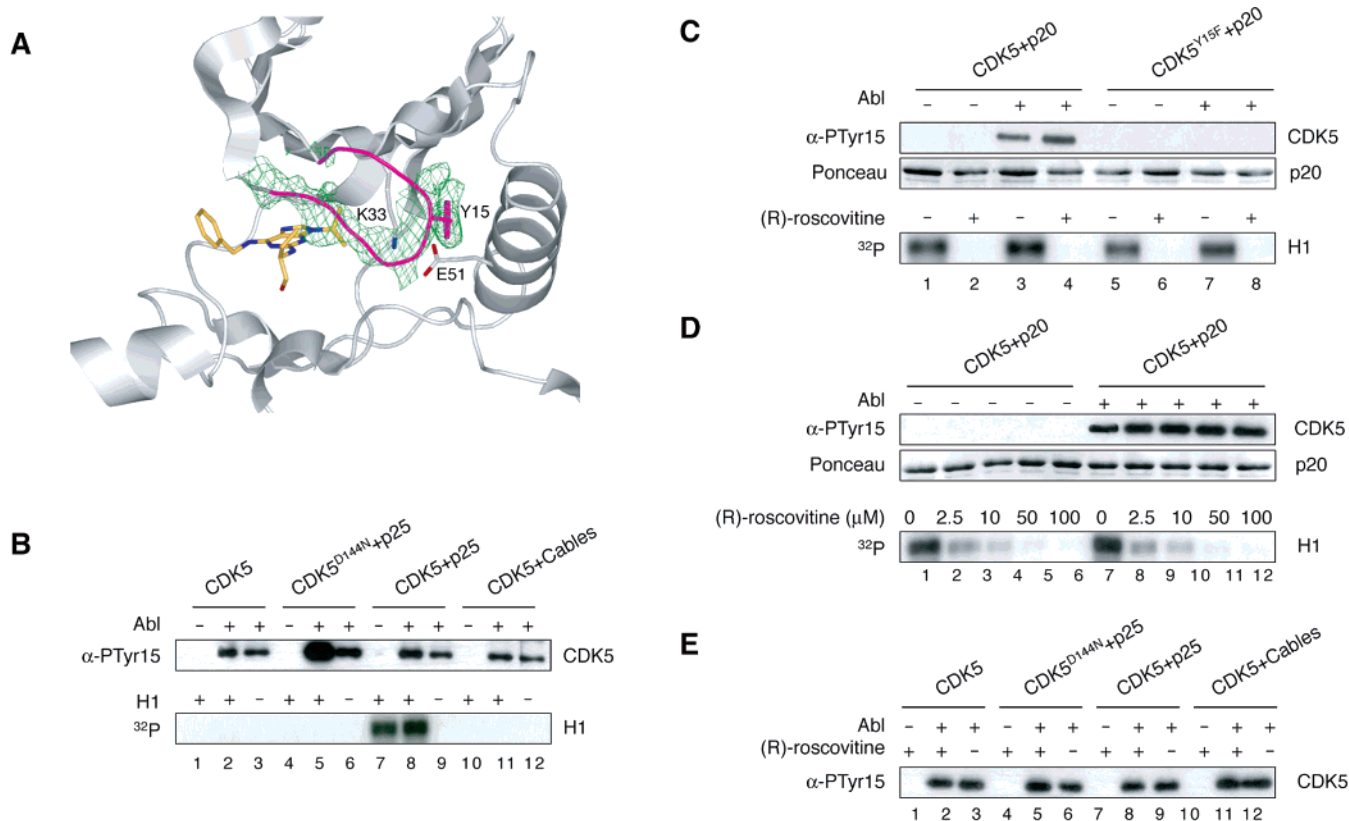 A
K33
Y15
E51
B
CDK5
CDK5D144N+p25
CDK5+p25
CDK5+Cables
Abl
- + + - + + - + + - + +
α-PTyr15
CDK5
H1
+ + - + + - + + - + + -
32P
H1
1 2 3 4 5 6 7 8 9 10 11 12
C
CDK5+p20
CDK5Y15F+p20
Abl
- - + + - - + +
α-PTyr15
CDK5
Ponceau
p20
(R)-roscovitine
- + - + - + - +
32P
H1
1 2 3 4 5 6 7 8
D
CDK5+p20
CDK5+p20
Abl
- - - - - + + + + +
α-PTyr15
CDK5
Ponceau
p20
(R)-roscovitine (μM)
0 2.5 10 50 100 0 2.5 10 50 100
32P
H1
1 2 3 4 5 6 7 8 9 10 11 12
E
CDK5
CDK5D144N+p25
CDK5+p25
CDK5+Cables
Abl
- + + - + + - + + - + +
(R)-roscovitine
+ + - + + - + + - + + -
α-PTyr15
CDK5
1 2 3 4 5 6 7 8 9 10 11 12